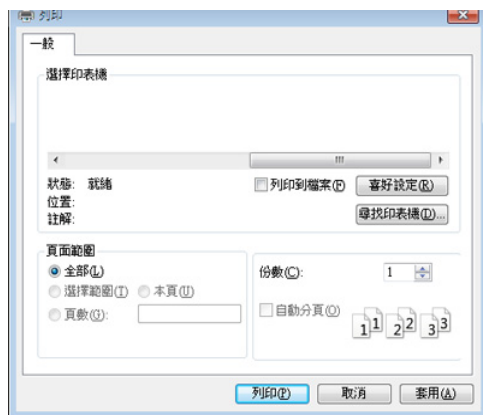 列印
一般
選擇印表機
狀態: 就緒
列印到檔案(F)
喜好設定(R)
位置:
註解:
尋找印表機(D)...
頁面範圍
全部(L)
選擇範圍(T)
本頁(U)
頁數(G):
份數(C):
1
自動分頁(O)
1 1 2 2 3 3
列印(P)
取消
套用(A)